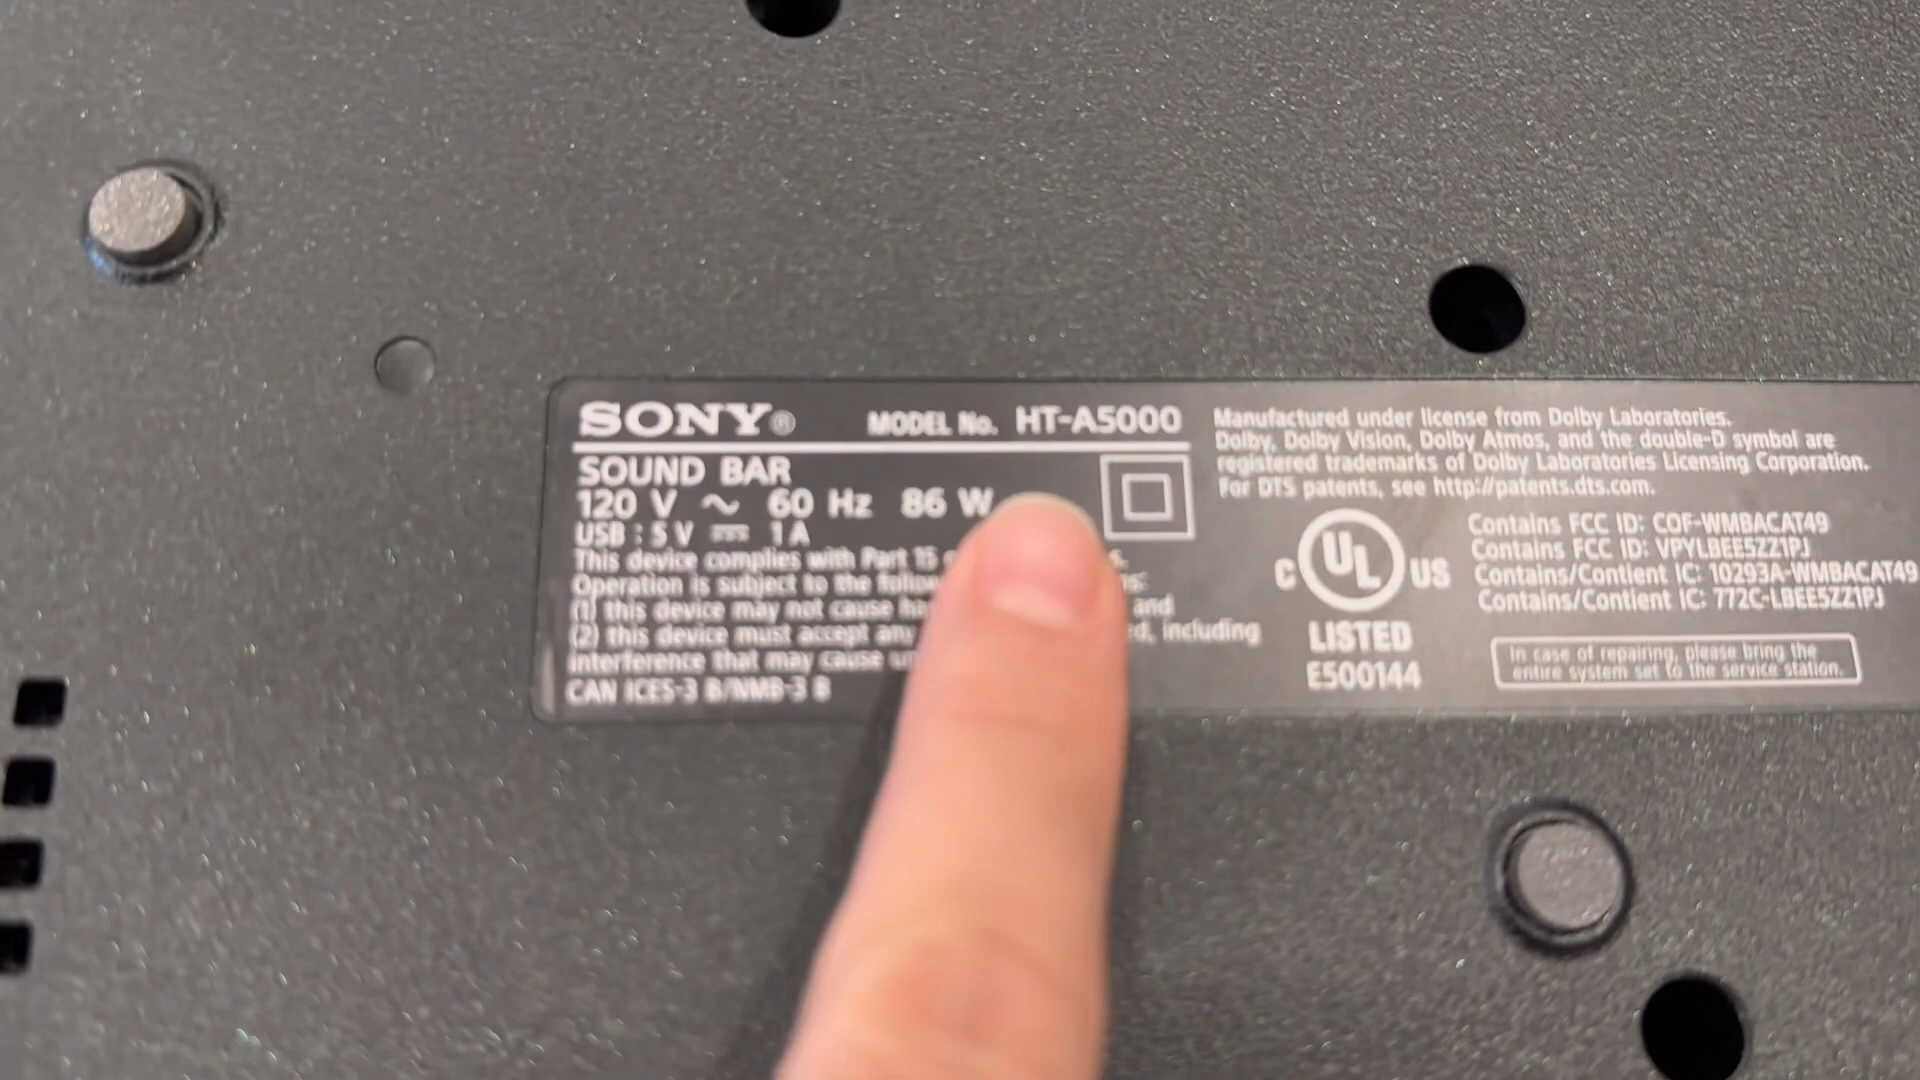 SONY® MODEL No. HT-A5000
SOUND BAR
120 V ~ 60 Hz 86 W
USB : 5 V ⎓ 1 A
This device complies with Part 15
Operation is subject to the
(1) this device may not cause and
(2) this device must accept any including
interference that may cause
CAN ICES-3 B/NMB-3 B
Manufactured under license from Dolby Laboratories.
Dolby, Dolby Vision, Dolby Atmos, and the double-D symbol are
registered trademarks of Dolby Laboratories Licensing Corporation.
For DTS patents, see http://patents.dts.com.
C UL US
LISTED
E500144
Contains FCC ID: COF-WMBACAT49
Contains FCC ID: VPYLBEE5ZZ1PJ
Contains/Contient IC: 10293A-WMBACAT49
Contains/Contient IC: 772C-LBEE5ZZ1PJ
In case of repairing, please bring the
entire system set to the service station.